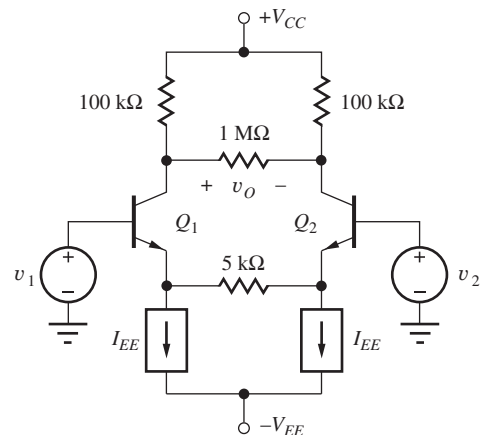 +V_CC
100 kΩ
100 kΩ
1 MΩ
+ v_O −
Q_1
Q_2
5 kΩ
v_1
+
−
+
−
v_2
I_EE
I_EE
−V_EE